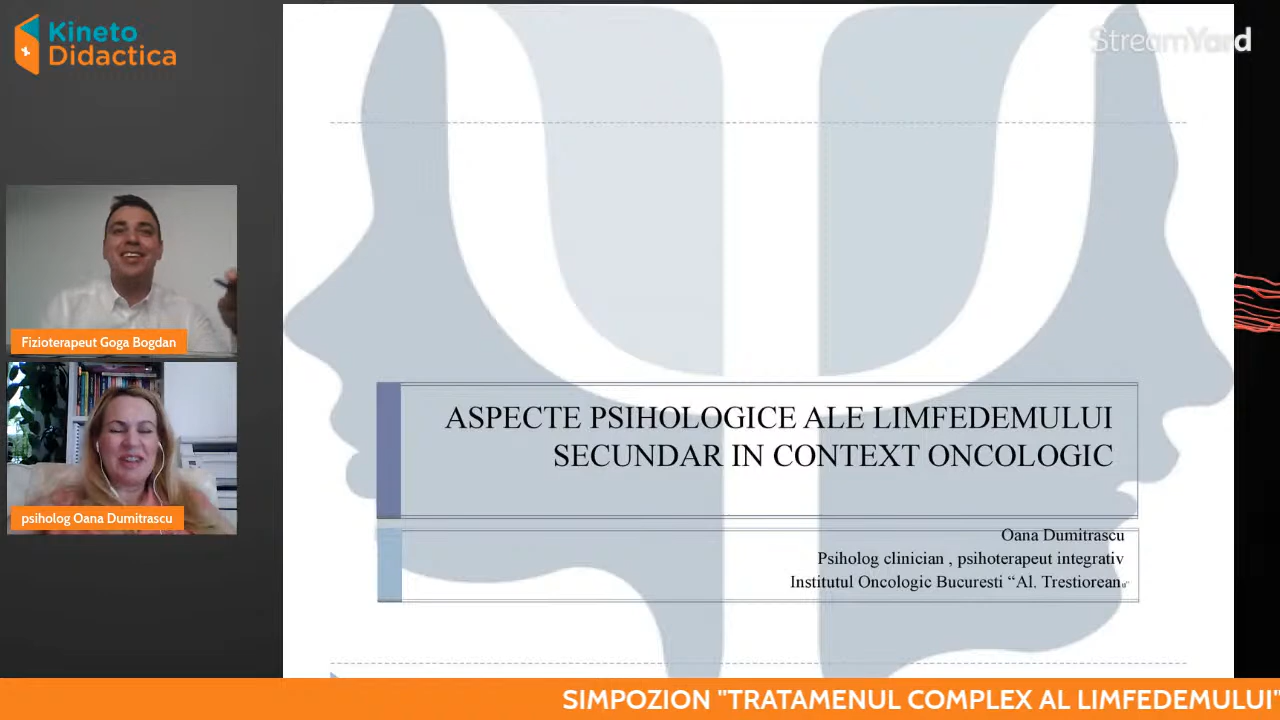 Kineto
Didactica
StreamYard
Fizioterapeut Goga Bogdan
psiholog Oana Dumitrascu
ASPECTE PSIHOLOGICE ALE LIMFEDEMULUI
SECUNDAR IN CONTEXT ONCOLOGIC
Oana Dumitrascu
Psiholog clinician , psihoterapeut integrativ
Institutul Oncologic Bucuresti “Al. Trestioreanu”
SIMPOZION "TRATAMENUL COMPLEX AL LIMFEDEMULUI"